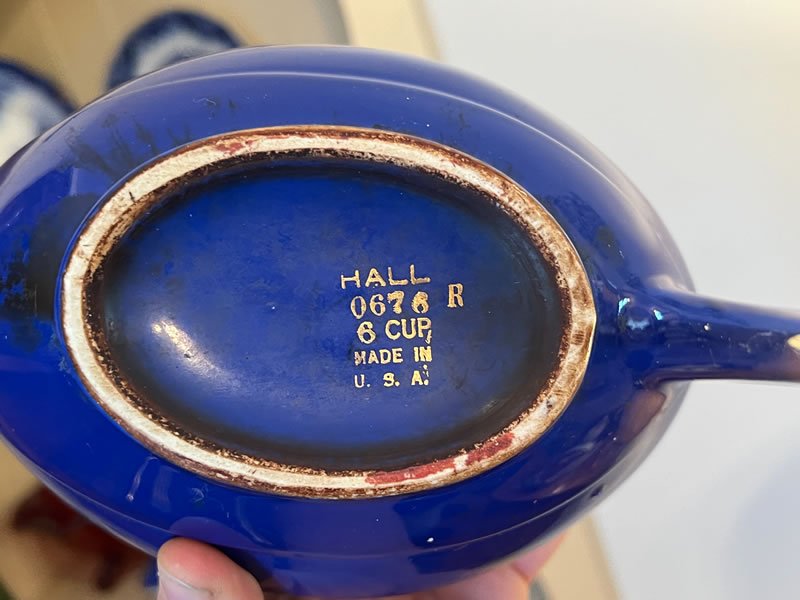 HALL
0676 R
6 CUP
MADE IN
U. S. A.